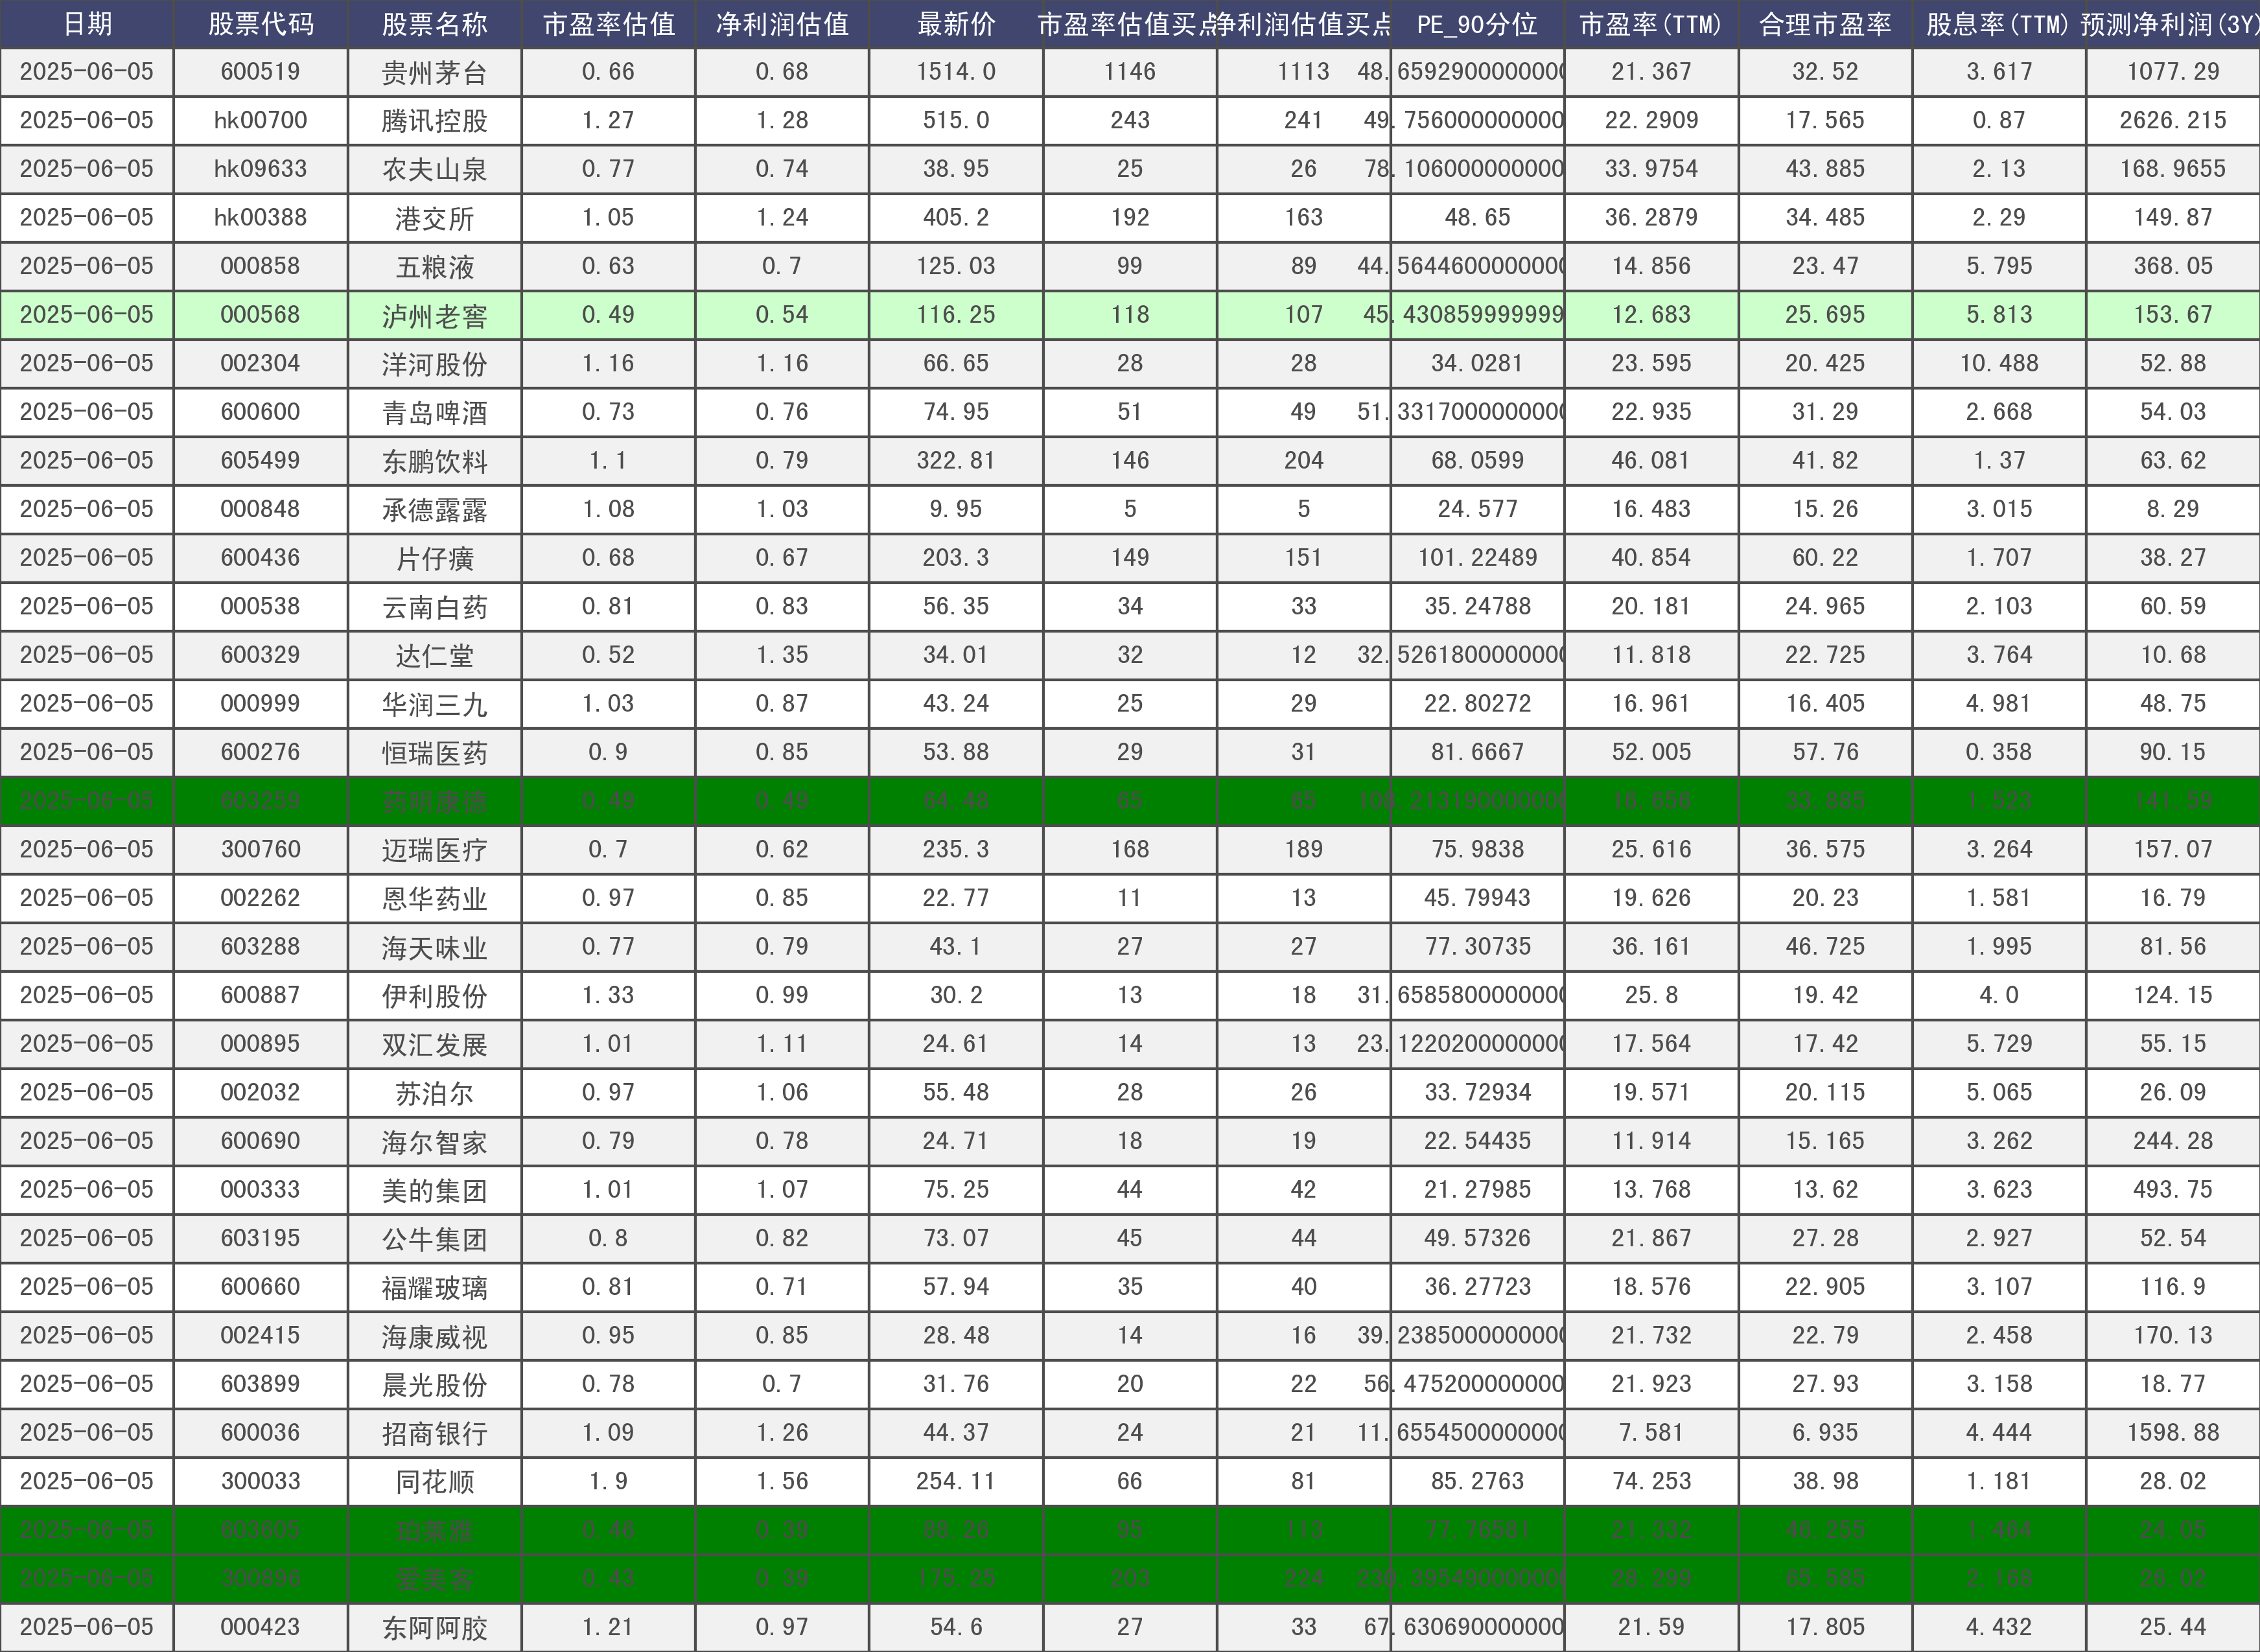 日期 股票代码 股票名称 市盈率估值 净利润估值 最新价 市盈率估值买点 净利润估值买点 PE_90分位 市盈率(TTM) 合理市盈率 股息率(TTM) 预测净利润(3Y)
2025-06-05 600519 贵州茅台 0.66 0.68 1514.0 1146 1113 48.6592900000000 21.367 32.52 3.617 1077.29
2025-06-05 hk00700 腾讯控股 1.27 1.28 515.0 243 241 49.756000000000 22.2909 17.565 0.87 2626.215
2025-06-05 hk09633 农夫山泉 0.77 0.74 38.95 25 26 78.106000000000 33.9754 43.885 2.13 168.9655
2025-06-05 hk00388 港交所 1.05 1.24 405.2 192 163 48.65 36.2879 34.485 2.29 149.87
2025-06-05 000858 五粮液 0.63 0.7 125.03 99 89 44.5644600000000 14.856 23.47 5.795 368.05
2025-06-05 000568 泸州老窖 0.49 0.54 116.25 118 107 45.430859999999 12.683 25.695 5.813 153.67
2025-06-05 002304 洋河股份 1.16 1.16 66.65 28 28 34.0281 23.595 20.425 10.488 52.88
2025-06-05 600600 青岛啤酒 0.73 0.76 74.95 51 49 51.3317000000000 22.935 31.29 2.668 54.03
2025-06-05 605499 东鹏饮料 1.1 0.79 322.81 146 204 68.0599 46.081 41.82 1.37 63.62
2025-06-05 000848 承德露露 1.08 1.03 9.95 5 5 24.577 16.483 15.26 3.015 8.29
2025-06-05 600436 片仔癀 0.68 0.67 203.3 149 151 101.22489 40.854 60.22 1.707 38.27
2025-06-05 000538 云南白药 0.81 0.83 56.35 34 33 35.24788 20.181 24.965 2.103 60.59
2025-06-05 600329 达仁堂 0.52 1.35 34.01 32 12 32.5261800000000 11.818 22.725 3.764 10.68
2025-06-05 000999 华润三九 1.03 0.87 43.24 25 29 22.80272 16.961 16.405 4.981 48.75
2025-06-05 600276 恒瑞医药 0.9 0.85 53.88 29 31 81.6667 52.005 57.76 0.358 90.15
2025-06-05 603259 药明康德 0.49 0.49 64.48 65 65 108.213190000000 16.656 33.885 1.523 141.59
2025-06-05 300760 迈瑞医疗 0.7 0.62 235.3 168 189 75.9838 25.616 36.575 3.264 157.07
2025-06-05 002262 恩华药业 0.97 0.85 22.77 11 13 45.79943 19.626 20.23 1.581 16.79
2025-06-05 603288 海天味业 0.77 0.79 43.1 27 27 77.30735 36.161 46.725 1.995 81.56
2025-06-05 600887 伊利股份 1.33 0.99 30.2 13 18 31.6585800000000 25.8 19.42 4.0 124.15
2025-06-05 000895 双汇发展 1.01 1.11 24.61 14 13 23.1220200000000 17.564 17.42 5.729 55.15
2025-06-05 002032 苏泊尔 0.97 1.06 55.48 28 26 33.72934 19.571 20.115 5.065 26.09
2025-06-05 600690 海尔智家 0.79 0.78 24.71 18 19 22.54435 11.914 15.165 3.262 244.28
2025-06-05 000333 美的集团 1.01 1.07 75.25 44 42 21.27985 13.768 13.62 3.623 493.75
2025-06-05 603195 公牛集团 0.8 0.82 73.07 45 44 49.57326 21.867 27.28 2.927 52.54
2025-06-05 600660 福耀玻璃 0.81 0.71 57.94 35 40 36.27723 18.576 22.905 3.107 116.9
2025-06-05 002415 海康威视 0.95 0.85 28.48 14 16 39.2385000000000 21.732 22.79 2.458 170.13
2025-06-05 603899 晨光股份 0.78 0.7 31.76 20 22 56.475200000000 21.923 27.93 3.158 18.77
2025-06-05 600036 招商银行 1.09 1.26 44.37 24 21 11.6554500000000 7.581 6.935 4.444 1598.88
2025-06-05 300033 同花顺 1.9 1.56 254.11 66 81 85.2763 74.253 38.98 1.181 28.02
2025-06-05 603605 珀莱雅 0.46 0.39 88.26 95 113 77.76581 21.332 46.255 1.464 24.05
2025-06-05 300896 爱美客 0.43 0.39 175.25 203 224 230.395490000000 28.299 65.585 2.168 26.02
2025-06-05 000423 东阿阿胶 1.21 0.97 54.6 27 33 67.630690000000 21.59 17.805 4.432 25.44